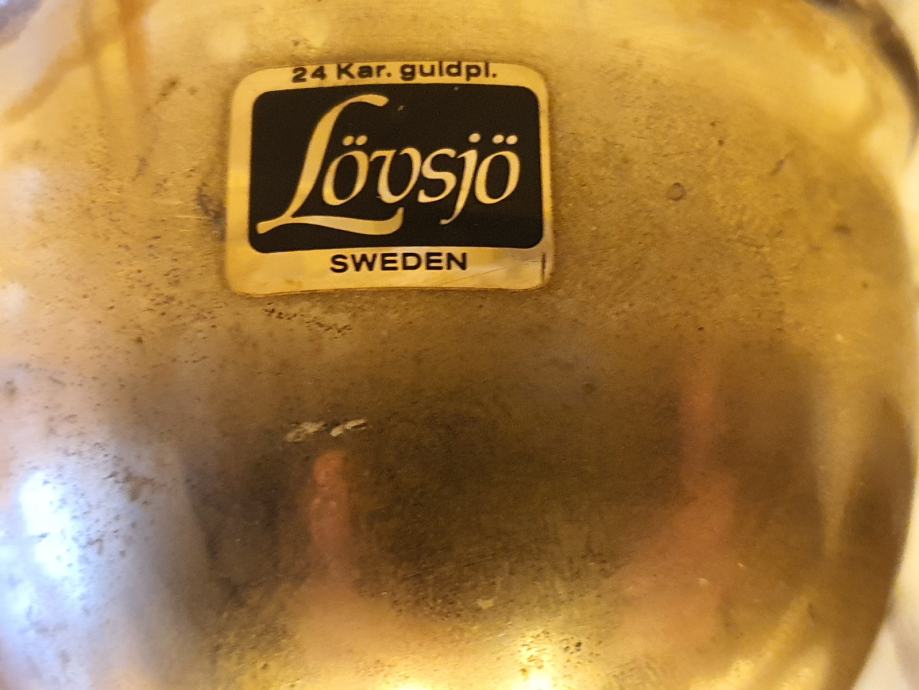 24 Kar. guldpl.
Lövsjö
SWEDEN